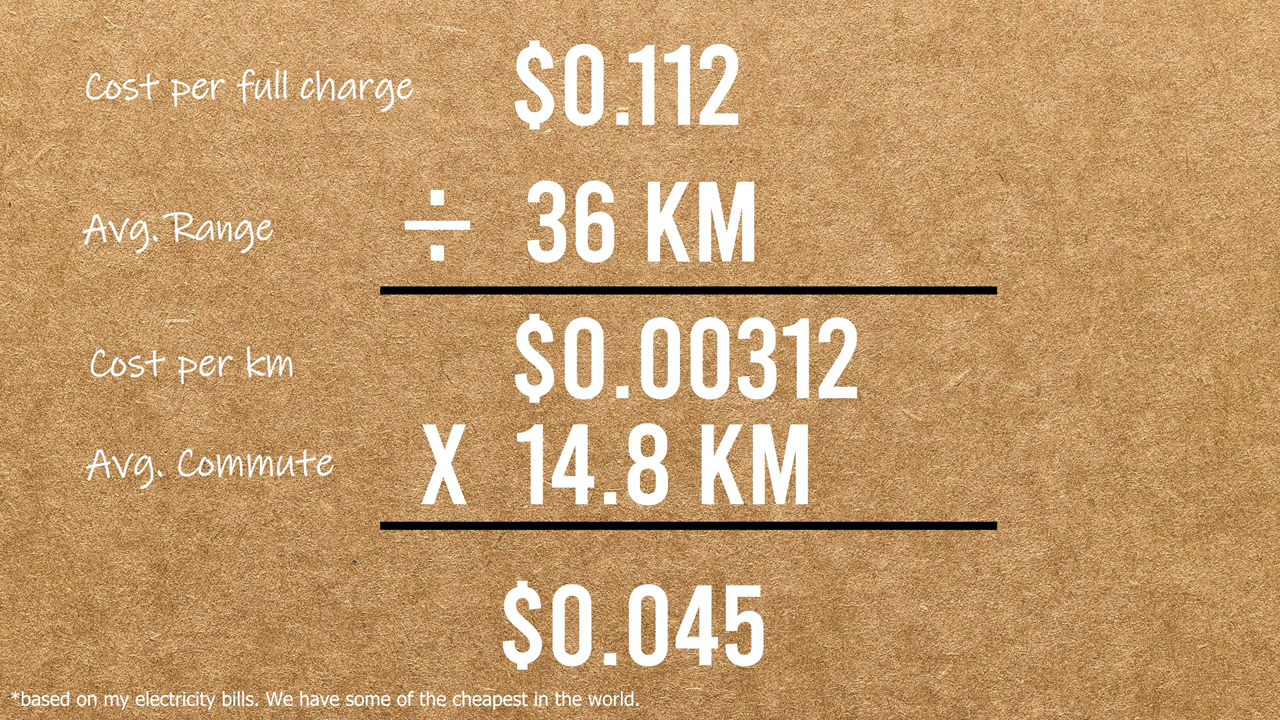 Cost per full charge $0.112
Avg. Range ÷ 36 KM
Cost per km $0.00312
Avg. Commute X 14.8 KM
$0.045
*based on my electricity bills. We have some of the cheapest in the world.